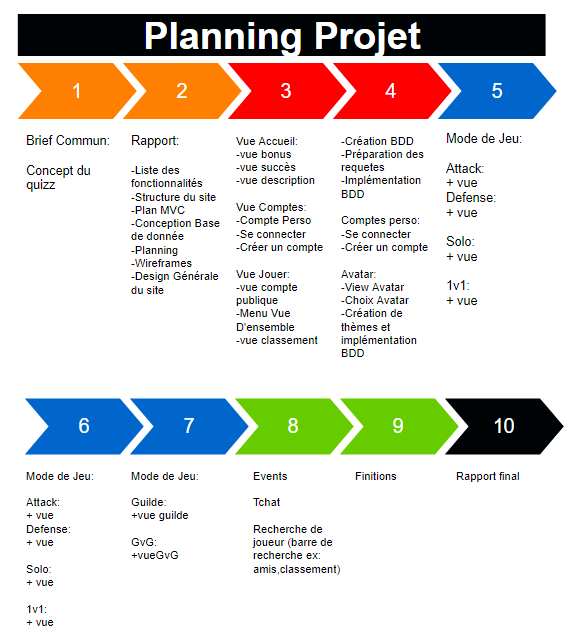 Planning Projet
1
2
3
4
5
Brief Commun:
Concept du
quizz
Rapport:
-Liste des
fonctionnalités
-Structure du site
-Plan MVC
-Conception Base
de donnée
-Planning
-Wireframes
-Design Générale
du site
Vue Accueil:
-vue bonus
-vue succès
-vue description
Vue Comptes:
-Compte Perso
-Se connecter
-Créer un compte
Vue Jouer:
-vue compte
publique
-Menu Vue
D'ensemble
-vue classement
-Création BDD
-Préparation des
requetes
-Implémentation
BDD
Comptes perso:
-Se connecter
-Créer un compte
Avatar:
-View Avatar
-Choix Avatar
-Création de
thèmes et
implémentation
BDD
Mode de Jeu:
Attack:
+ vue
Defense:
+ vue
Solo:
+ vue
1v1:
+ vue
6
7
8
9
10
Mode de Jeu:
Attack:
+ vue
Defense:
+ vue
Solo:
+ vue
1v1:
+ vue
Mode de Jeu:
Guilde:
+vue guilde
GvG:
+vueGvG
Events
Tchat
Recherche de
joueur (barre de
recherche ex:
amis,classement)
Finitions
Rapport final